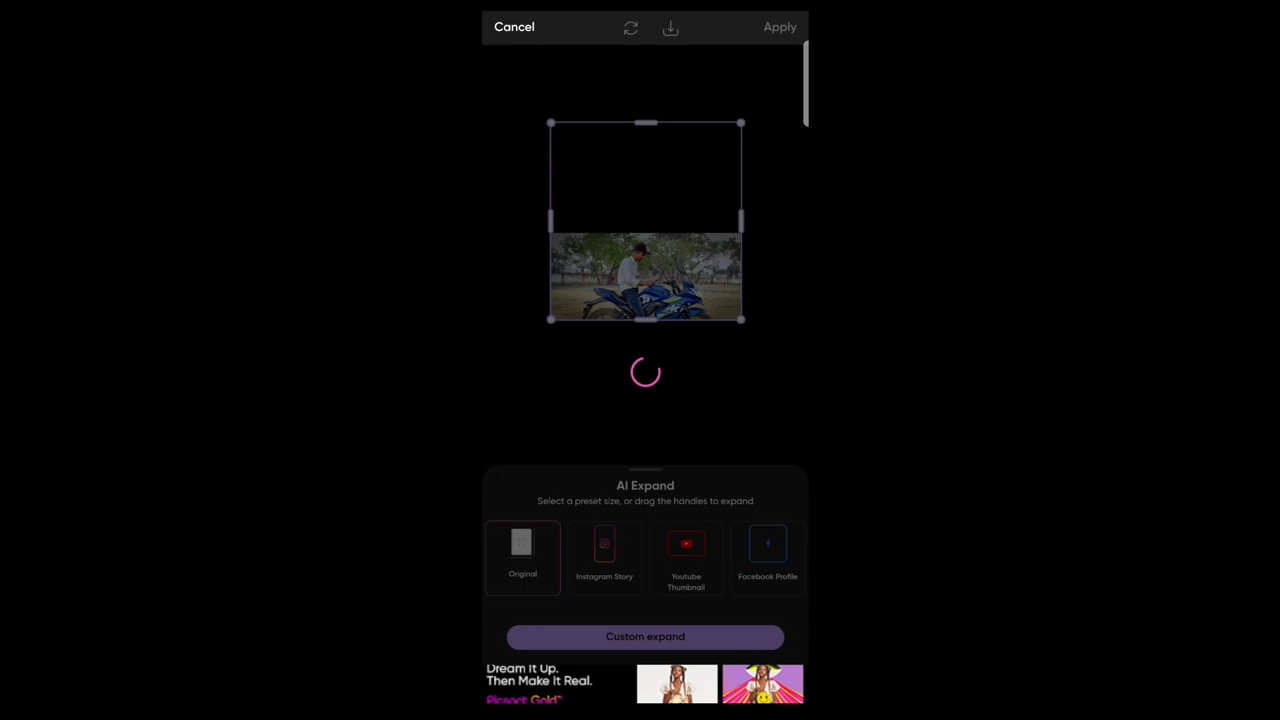 Cancel
Apply
AI Expand
Select a preset size, or drag the handles to expand
Original
Instagram Story
Youtube
Thumbnail
Facebook Profile
Custom expand
Dream It Up.
Then Make It Real.
Picsart Gold